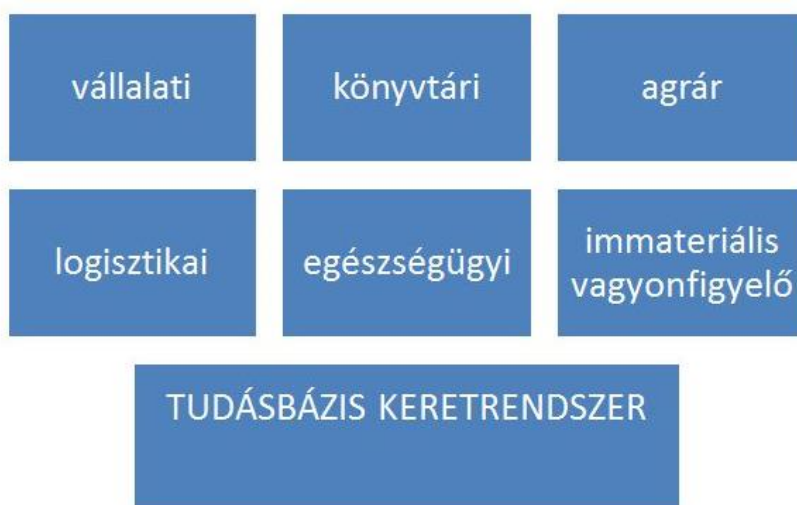 vállalati
könyvtári
agrár
logisztikai
egészségügyi
immateriális
vagyonfigyelő
TUDÁSBÁZIS KERETRENDSZER